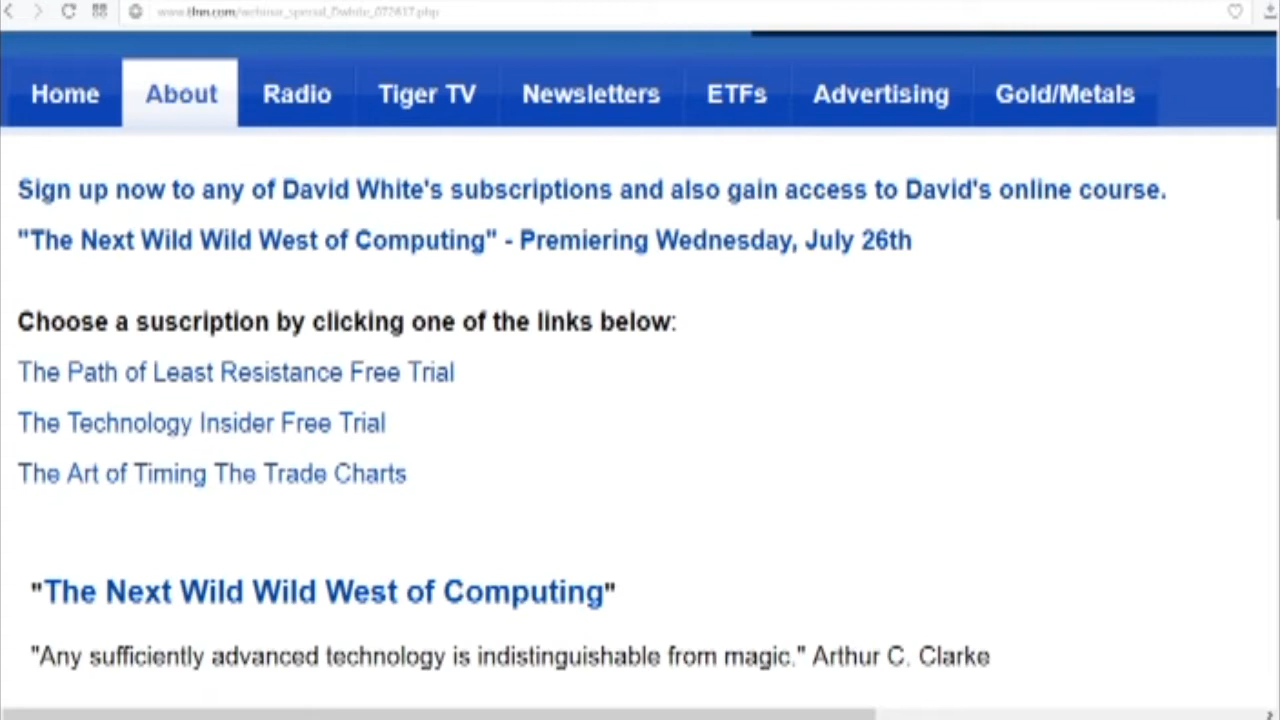 Home About Radio Tiger TV Newsletters ETFs Advertising Gold/Metals
Sign up now to any of David White's subscriptions and also gain access to David's online course.
"The Next Wild Wild West of Computing" - Premiering Wednesday, July 26th
Choose a suscription by clicking one of the links below:
The Path of Least Resistance Free Trial
The Technology Insider Free Trial
The Art of Timing The Trade Charts
"The Next Wild Wild West of Computing"
"Any sufficiently advanced technology is indistinguishable from magic." Arthur C. Clarke